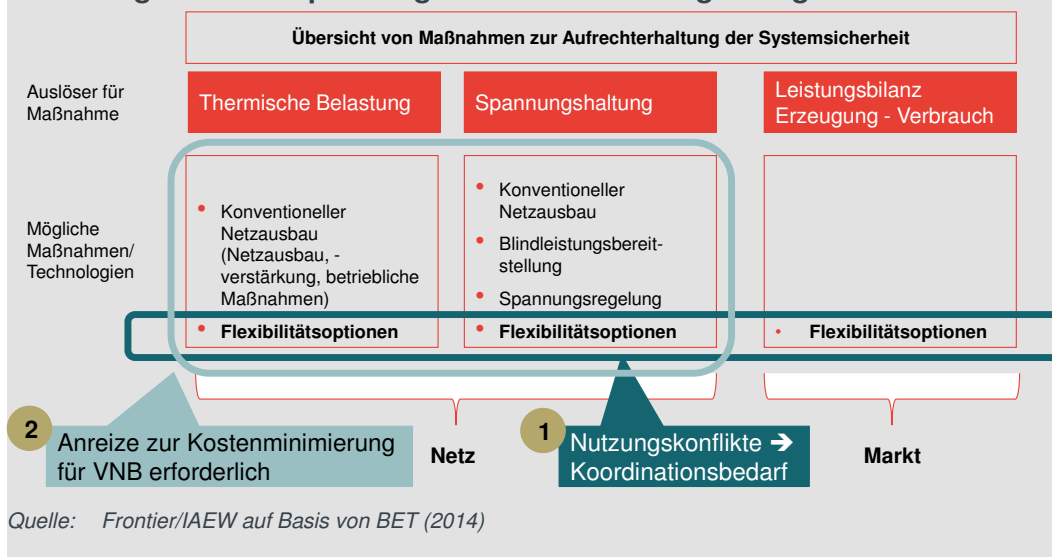 Übersicht von Maßnahmen zur Aufrechterhaltung der Systemsicherheit
Auslöser für
Maßnahme
Thermische Belastung
Spannungshaltung
Leistungsbilanz
Erzeugung - Verbrauch
Mögliche
Maßnahmen/
Technologien
• Konventioneller
Netzausbau
(Netzausbau, -
verstärkung, betriebliche
Maßnahmen)
• Flexibilitätsoptionen
• Konventioneller
Netzausbau
• Blindleistungsbereit-
stellung
• Spannungsregelung
• Flexibilitätsoptionen
• Flexibilitätsoptionen
2
Anreize zur Kostenminimierung
für VNB erforderlich
Netz
1
Nutzungskonflikte ➔
Koordinationsbedarf
Markt
Quelle: Frontier/IAEW auf Basis von BET (2014)